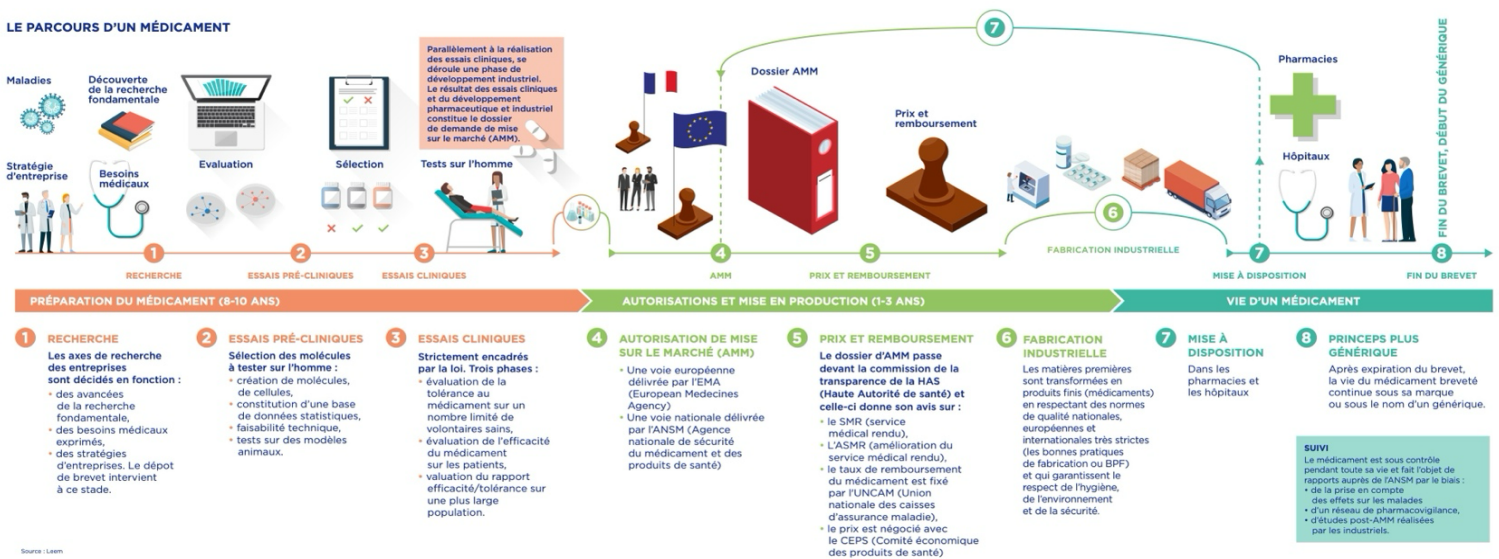 LE PARCOURS D'UN MÉDICAMENT
Maladies
Découverte
de la recherche
fondamentale
Stratégie
d'entreprise
Besoins
médicaux
Evaluation
Sélection
Parallèlement à la réalisation
des essais cliniques, se
déroule une phase de
développement industriel.
Le résultat des essais cliniques
et du développement
pharmaceutique et industriel
constitue le dossier
de demande de mise
sur le marché (AMM).
Tests sur l'homme
Dossier AMM
Prix et
remboursement
7
Pharmacies
Hôpitaux
FIN DU BREVET, DÉBUT DU GÉNÉRIQUE
1
RECHERCHE
2
ESSAIS PRÉ-CLINIQUES
3
ESSAIS CLINIQUES
4
AMM
5
PRIX ET REMBOURSEMENT
6
FABRICATION INDUSTRIELLE
7
MISE À DISPOSITION
8
FIN DU BREVET
PRÉPARATION DU MÉDICAMENT (8-10 ANS)
AUTORISATIONS ET MISE EN PRODUCTION (1-3 ANS)
VIE D'UN MÉDICAMENT
1 RECHERCHE
Les axes de recherche
des entreprises
sont décidés en fonction :
• des avancées
de la recherche
fondamentale,
• des besoins médicaux
exprimés,
• des stratégies
d'entreprises. Le dépot
de brevet intervient
à ce stade.
2 ESSAIS PRÉ-CLINIQUES
Sélection des molécules
à tester sur l'homme :
• création de molécules,
de cellules,
• constitution d'une base
de données statistiques,
• faisabilité technique,
• tests sur des modèles
animaux.
3 ESSAIS CLINIQUES
Strictement encadrés
par la loi. Trois phases :
• évaluation de la
tolérance au
médicament sur un
nombre limité de
volontaires sains,
• évaluation de l'efficacité
du médicament
sur les patients,
• valuation du rapport
efficacité/tolérance sur
une plus large
population.
4 AUTORISATION DE MISE
SUR LE MARCHÉ (AMM)
• Une voie européenne
délivrée par l'EMA
(European Medecines
Agency)
• Une voie nationale délivrée
par l'ANSM (Agence
nationale de sécurité
du médicament et des
produits de santé)
5 PRIX ET REMBOURSEMENT
Le dossier d'AMM passe
devant la commission de la
transparence de la HAS
(Haute Autorité de santé) et
celle-ci donne son avis sur :
• le SMR (service
médical rendu),
• L'ASMR (amélioration du
service médical rendu),
• le taux de remboursement
du médicament est fixé
par l'UNCAM (Union
nationale des caisses
d'assurance maladie),
• le prix est négocié avec
le CEPS (Comité économique
des produits de santé)
6 FABRICATION
INDUSTRIELLE
Les matières premières
sont transformées en
produits finis (médicaments)
en respectant des normes
de qualité nationales,
européennes et
internationales très strictes
(les bonnes pratiques
de fabrication ou BPF)
et qui garantissent le
respect de l'hygiène,
de l'environnement
et de la sécurité.
7 MISE À
DISPOSITION
Dans les
pharmacies et
les hôpitaux
8 PRINCEPS PLUS
GÉNÉRIQUE
Après expiration du brevet,
la vie du médicament breveté
continue sous sa marque
ou sous le nom d'un générique.
SUIVI
Le médicament est sous contrôle
pendant toute sa vie et fait l'objet de
rapports auprès de l'ANSM par le biais :
• de la prise en compte
des effets sur les malades
• d'un réseau de pharmacovigilance,
• d'études post-AMM réalisées
par les industriels.
Source : Leem